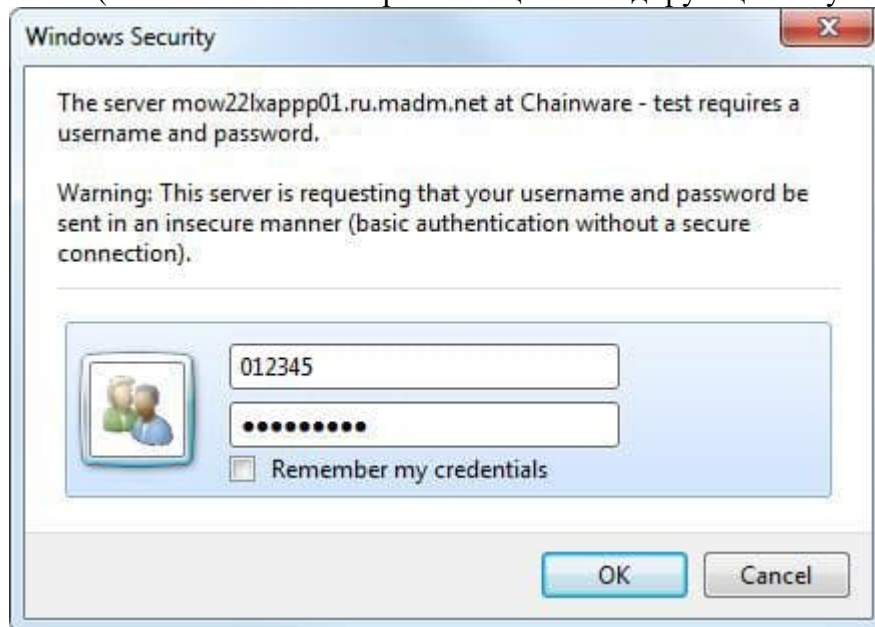 Windows Security
The server mow22lxappp01.ru.madm.net at Chainware - test requires a
username and password.
Warning: This server is requesting that your username and password be
sent in an insecure manner (basic authentication without a secure
connection).
012345
●●●●●●●●●
Remember my credentials
OK
Cancel